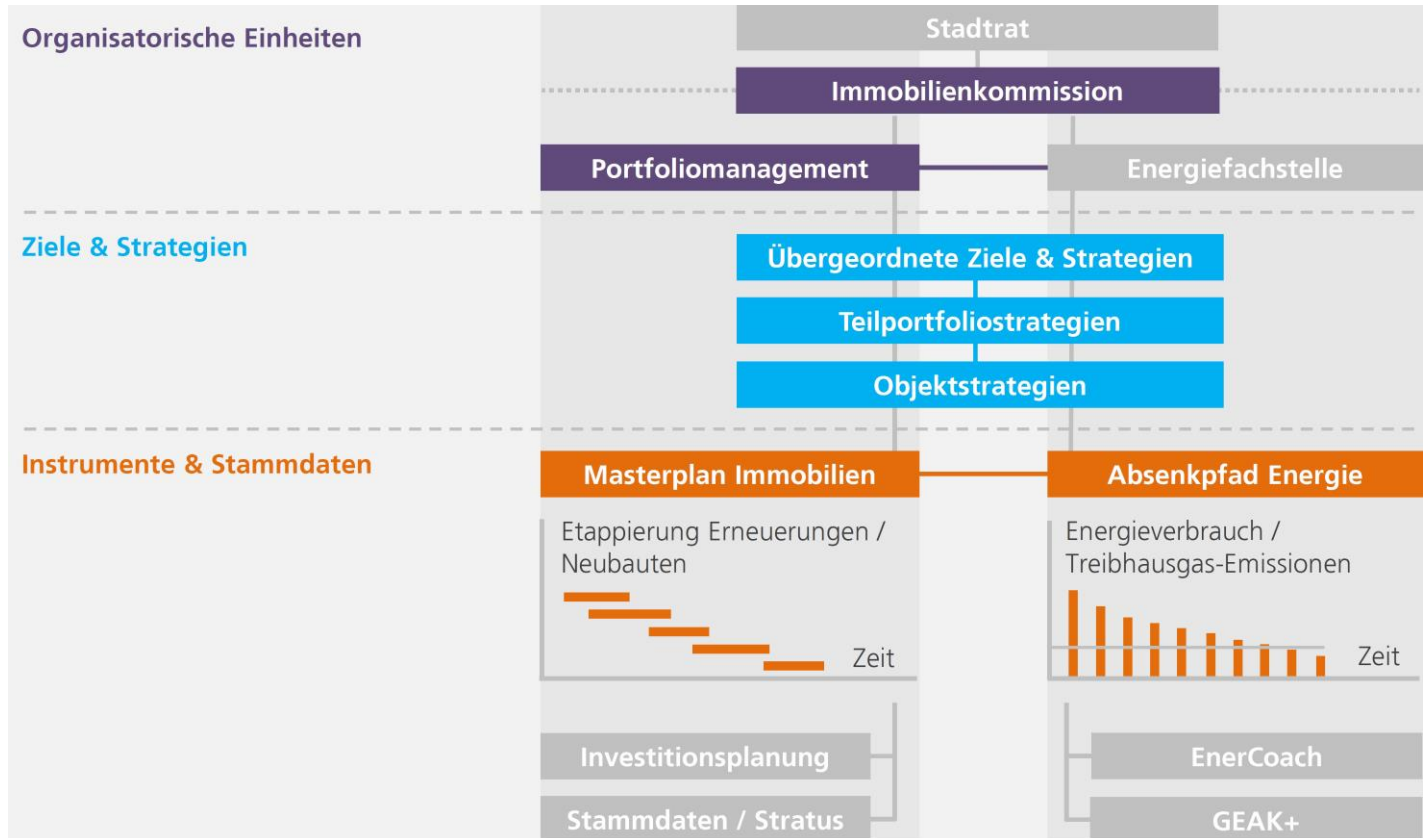 Organisatorische Einheiten
Stadtrat
Immobilienkommission
Portfoliomanagement
Energiefachstelle
Ziele & Strategien
Übergeordnete Ziele & Strategien
Teilportfoliostrategien
Objektstrategien
Instrumente & Stammdaten
Masterplan Immobilien
Absenkpfad Energie
Etappierung Erneuerungen /
Neubauten
Zeit
Energieverbrauch /
Treibhausgas-Emissionen
Zeit
Investitionsplanung
EnerCoach
Stammdaten / Stratus
GEAK+